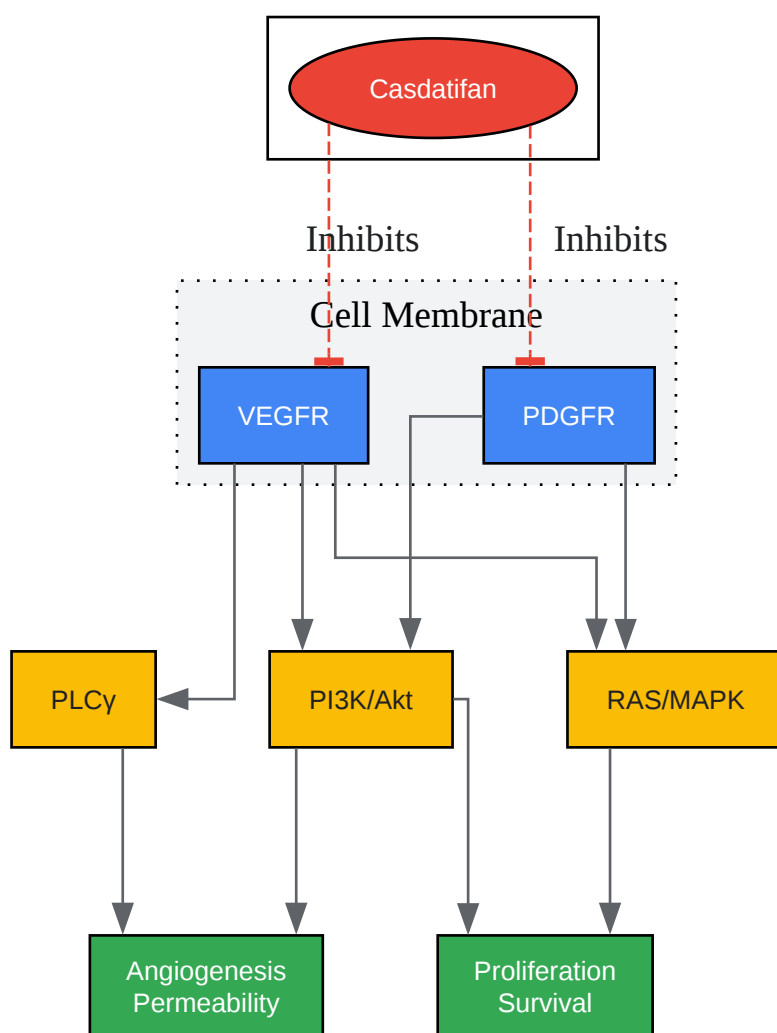 Casdatifan
Inhibits
Inhibits
Cell Membrane
VEGFR
PDGFR
PLCγ
PI3K/Akt
RAS/MAPK
Angiogenesis
Permeability
Proliferation
Survival